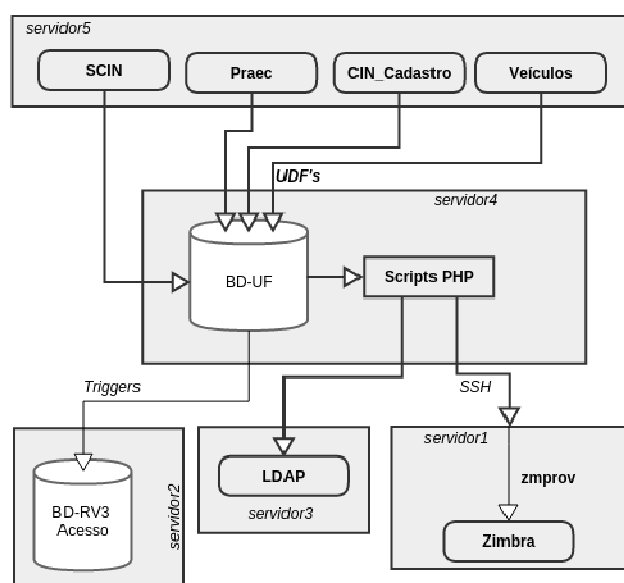 servidor5
SCIN
Praec
CIN_Cadastro
Veículos
UDF's
servidor4
BD-UF
Scripts PHP
Triggers
SSH
servidor1
servidor2
BD-RV3
Acesso
LDAP
servidor3
zmprov
Zimbra